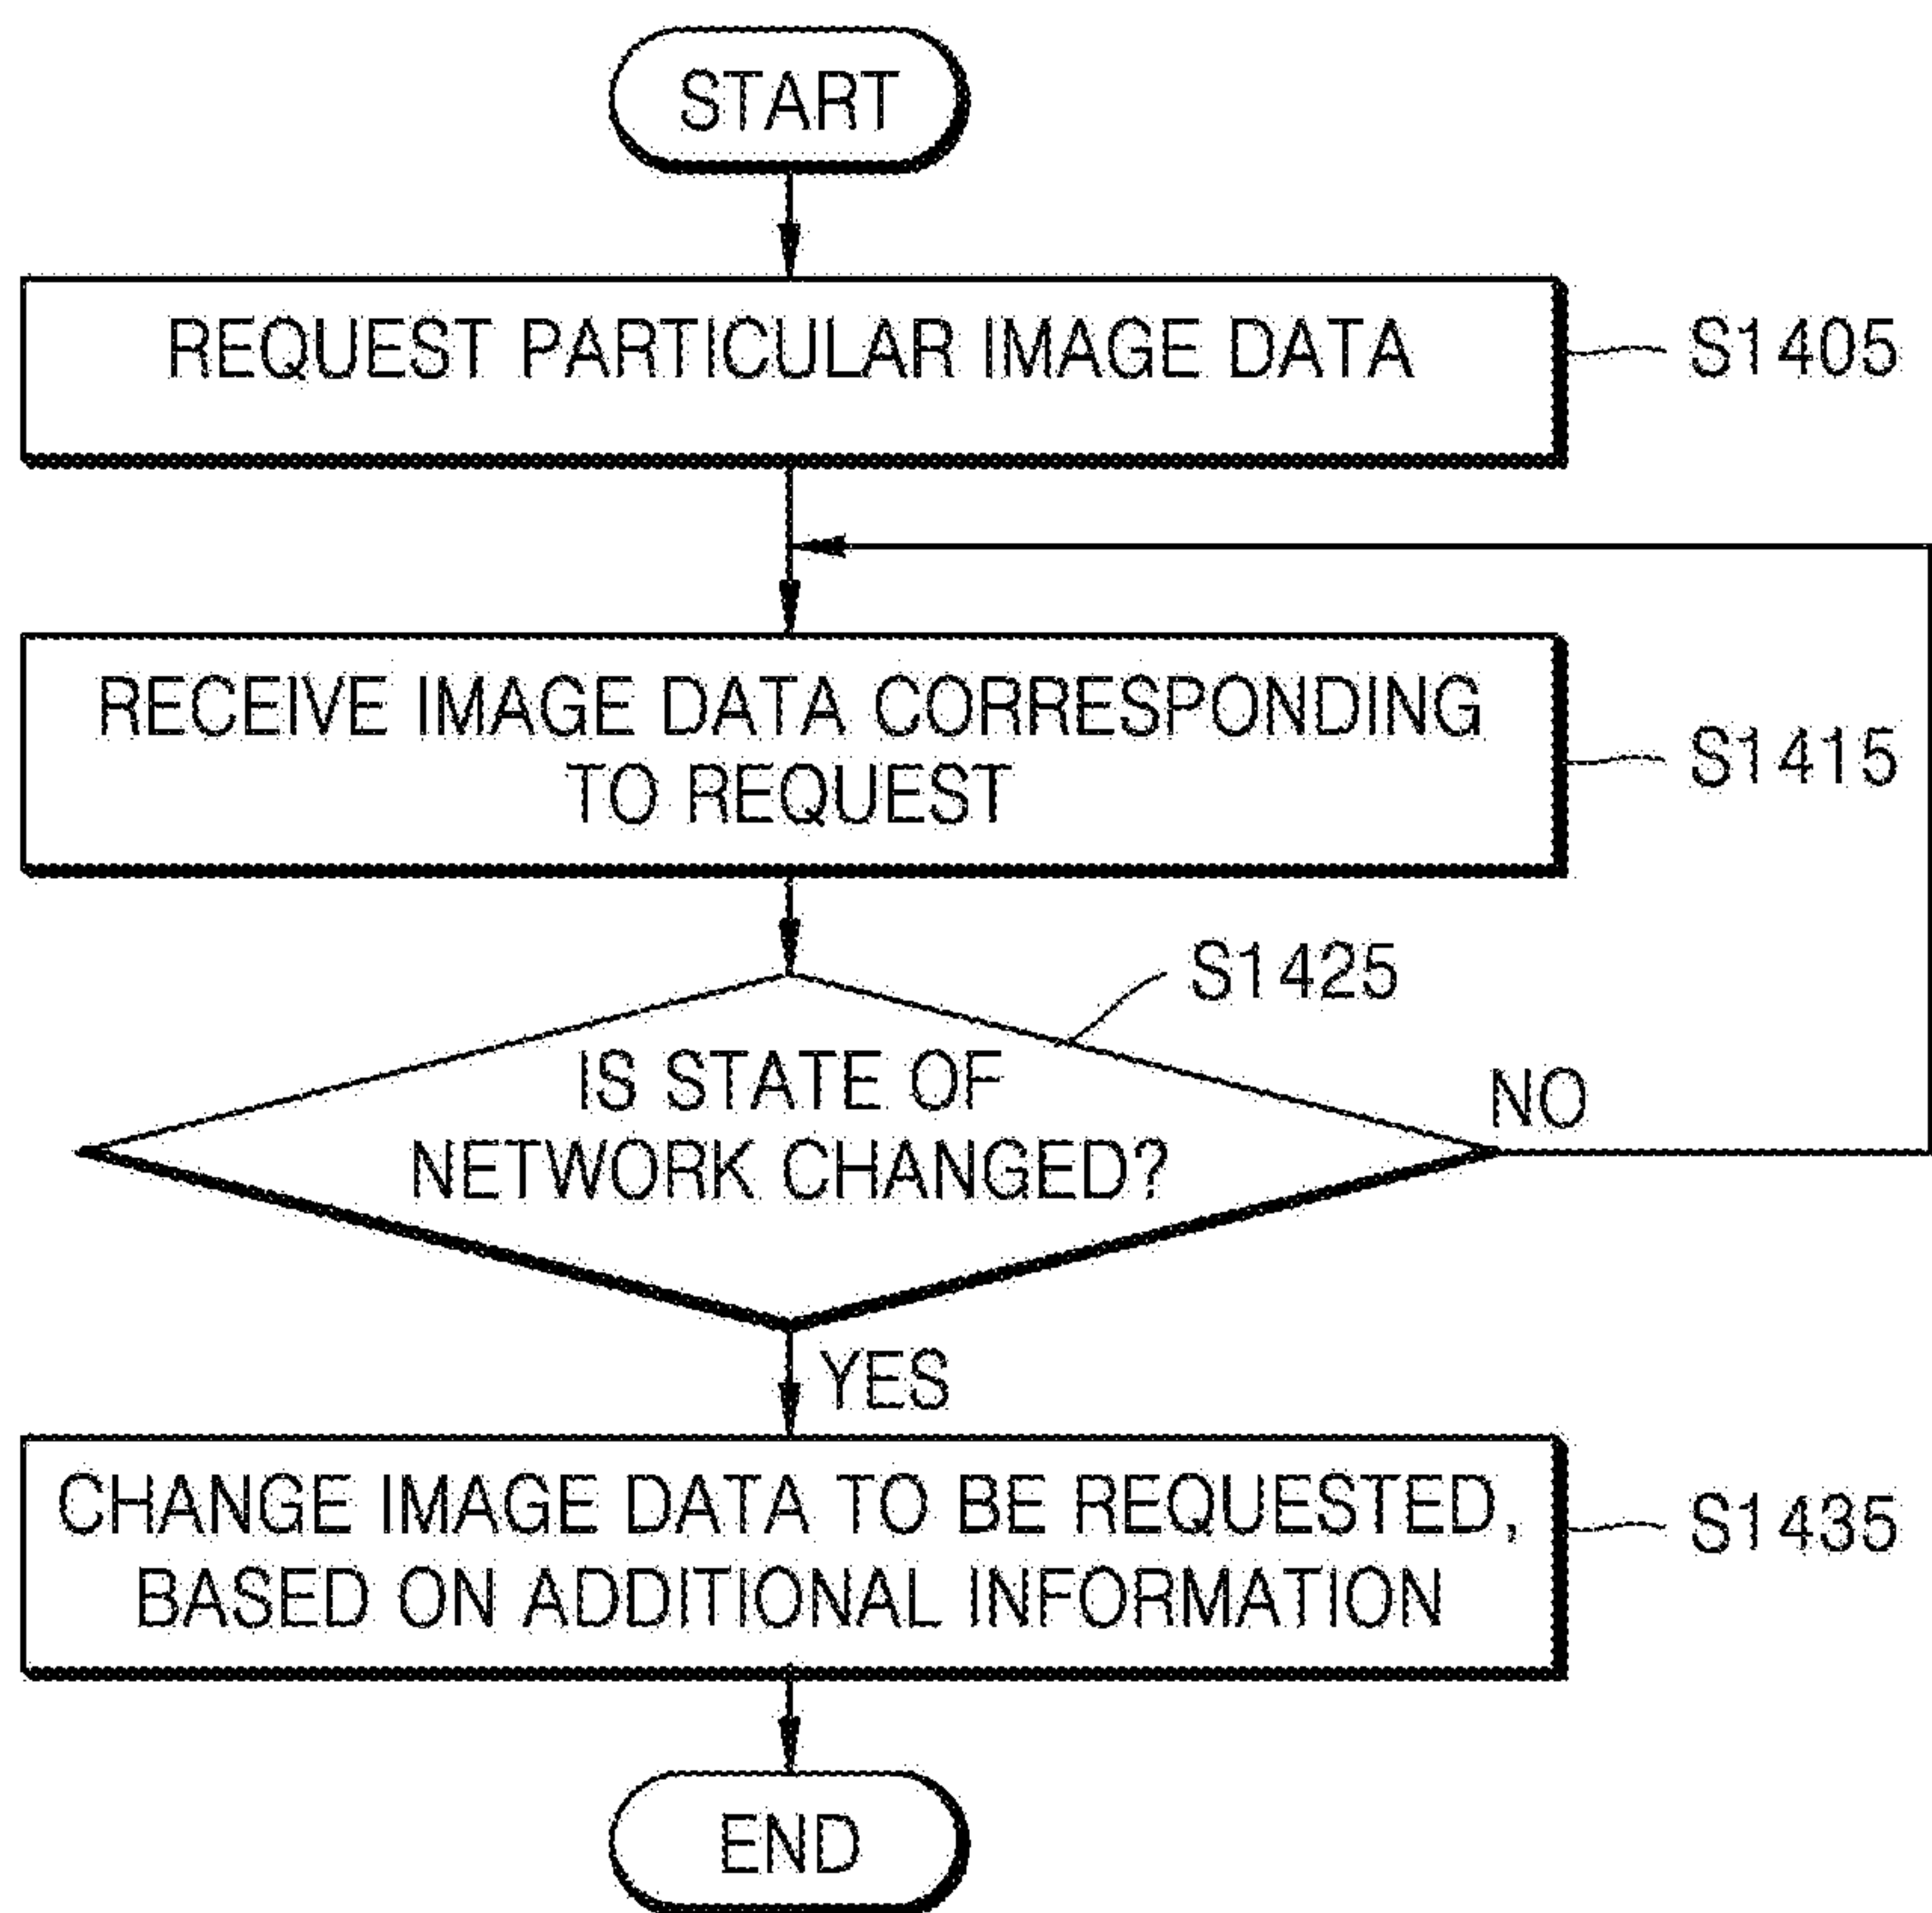 START
REQUEST PARTICULAR IMAGE DATA
S1405
RECEIVE IMAGE DATA CORRESPONDING
TO REQUEST
S1415
S1425
IS STATE OF
NETWORK CHANGED?
NO
YES
CHANGE IMAGE DATA TO BE REQUESTED,
BASED ON ADDITIONAL INFORMATION
S1435
END